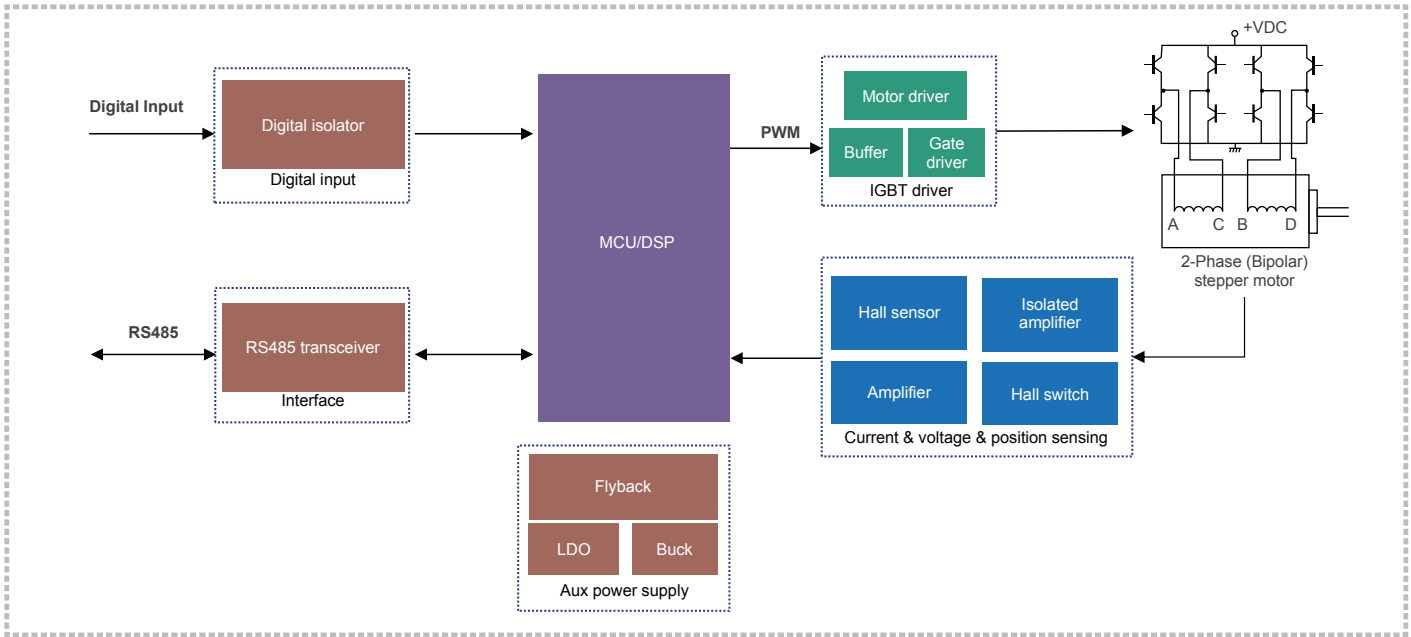 +VDC
Digital Input
Digital isolator
Digital input
PWM
Motor driver
Buffer
Gate
driver
IGBT driver
MCU/DSP
A C B D
2-Phase (Bipolar)
stepper motor
RS485
RS485 transceiver
Interface
Hall sensor
Isolated
amplifier
Amplifier
Hall switch
Current & voltage & position sensing
Flyback
LDO
Buck
Aux power supply